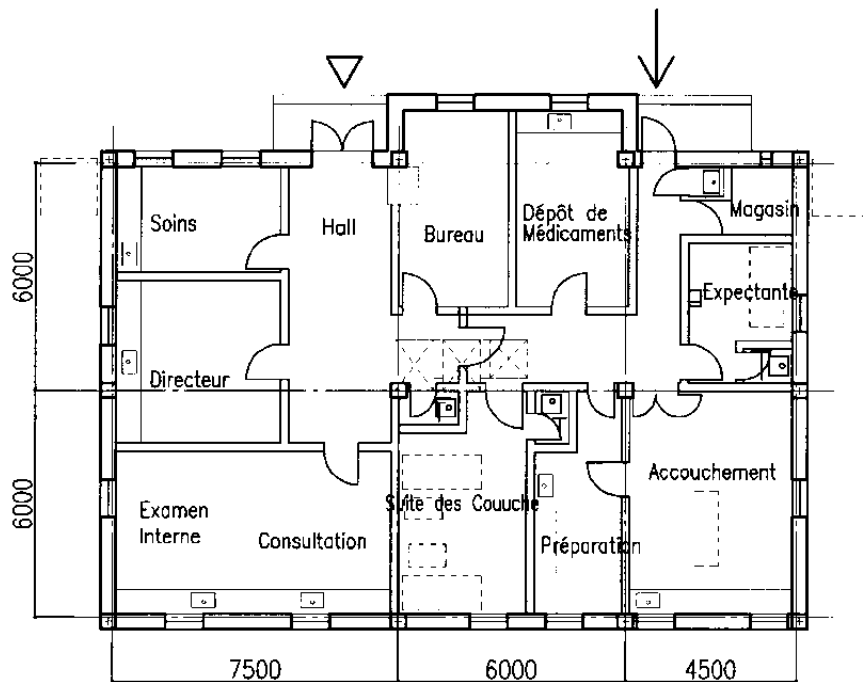 Soins
Hall
Bureau
Dépôt de
Médicaments
Magasin
Expectante
Directeur
Examen
Interne
Consultation
Suite des Couuche
Préparation
Accouchement
6000
6000
7500
6000
4500